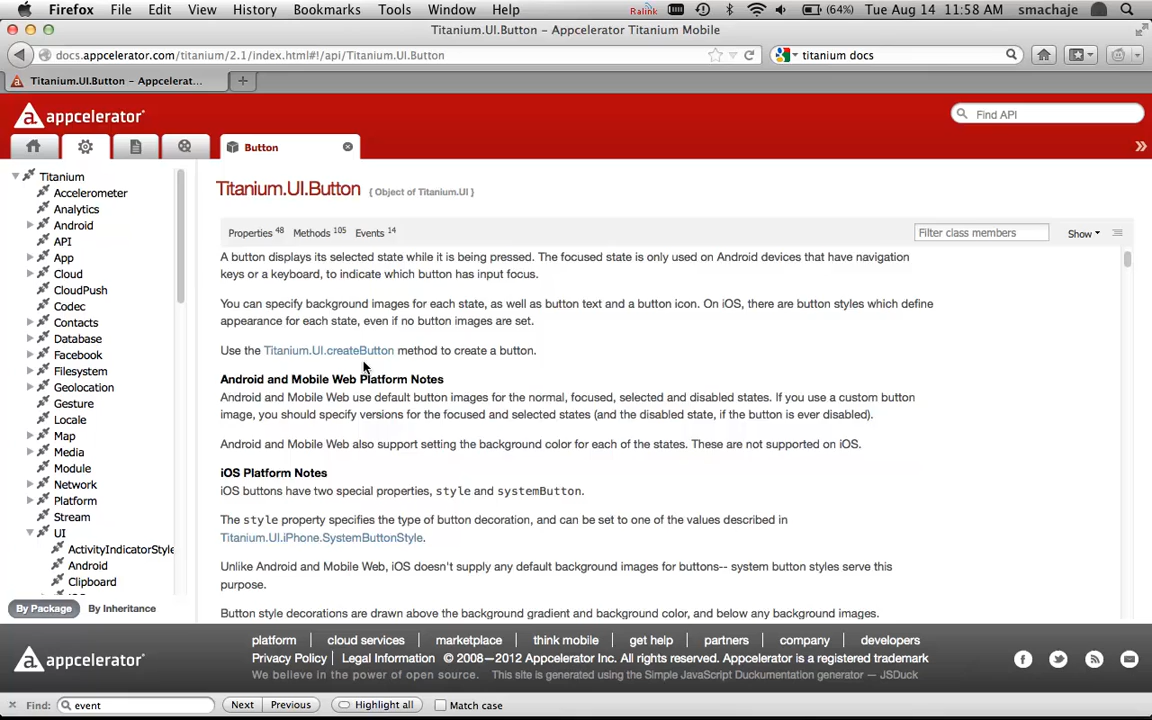 Firefox File Edit View History Bookmarks Tools Window Help Ralink (64%) Tue Aug 14 11:58 AM smachaje
Titanium.UI.Button - Appcelerator Titanium Mobile
docs.appcelerator.com/titanium/2.1/index.html#!/api/Titanium.UI.Button titanium docs
Titanium.UI.Button - Appcelerat... +
appcelerator Find API
Button
Titanium
Accelerometer
Analytics
Android
API
App
Cloud
CloudPush
Codec
Contacts
Database
Facebook
Filesystem
Geolocation
Gesture
Locale
Map
Media
Module
Network
Platform
Stream
UI
ActivityIndicatorStyle
Android
Clipboard
By Package By Inheritance
Titanium.UI.Button { Object of Titanium.UI }
Properties 48 Methods 105 Events 14 Filter class members Show
A button displays its selected state while it is being pressed. The focused state is only used on Android devices that have navigation
keys or a keyboard, to indicate which button has input focus.
You can specify background images for each state, as well as button text and a button icon. On iOS, there are button styles which define
appearance for each state, even if no button images are set.
Use the Titanium.UI.createButton method to create a button.
Android and Mobile Web Platform Notes
Android and Mobile Web use default button images for the normal, focused, selected and disabled states. If you use a custom button
image, you should specify versions for the focused and selected states (and the disabled state, if the button is ever disabled).
Android and Mobile Web also support setting the background color for each of the states. These are not supported on iOS.
iOS Platform Notes
iOS buttons have two special properties, style and systemButton.
The style property specifies the type of button decoration, and can be set to one of the values described in
Titanium.UI.iPhone.SystemButtonStyle.
Unlike Android and Mobile Web, iOS doesn't supply any default background images for buttons-- system button styles serve this
purpose.
Button style decorations are drawn above the background gradient and background color, and below any background images.
appcelerator
platform | cloud services | marketplace | think mobile | get help | partners | company | developers
Privacy Policy | Legal Information © 2008—2012 Appcelerator Inc. All rights reserved. Appcelerator is a registered trademark
We believe in the power of open source. This site is generated using the Simple JavaScript Duckumentation generator — JSDuck
Find: event Next Previous Highlight all Match case